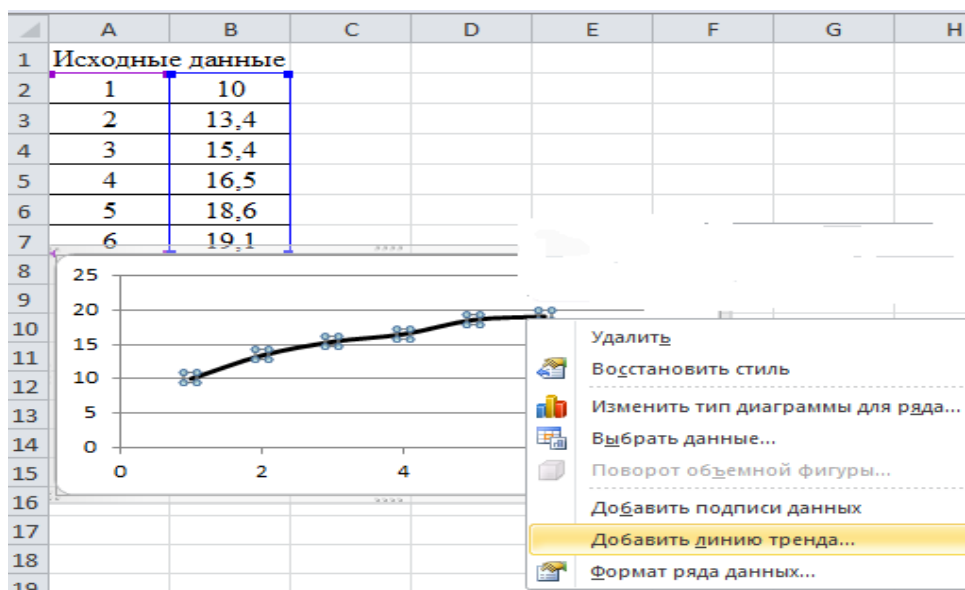 A B C D E F G H
1 Исходные данные
2 1 10
3 2 13,4
4 3 15,4
5 4 16,5
6 5 18,6
7 6 19,1
8
9
10
11
12
13
14
15
16
17
18
19
25
20
15
10
5
0
0 2 4
Удалить
Восстановить стиль
Изменить тип диаграммы для ряда...
Выбрать данные...
Поворот объемной фигуры...
Добавить подписи данных
Добавить линию тренда...
Формат ряда данных...